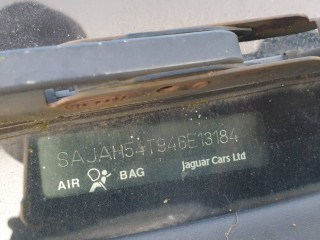 SAJAH54T946E13184
AIR BAG
Jaguar Cars Ltd